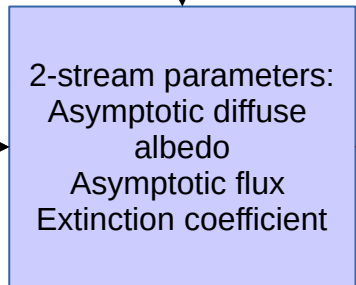 2-stream parameters:
Asymptotic diffuse
albedo
Asymptotic flux
Extinction coefficient